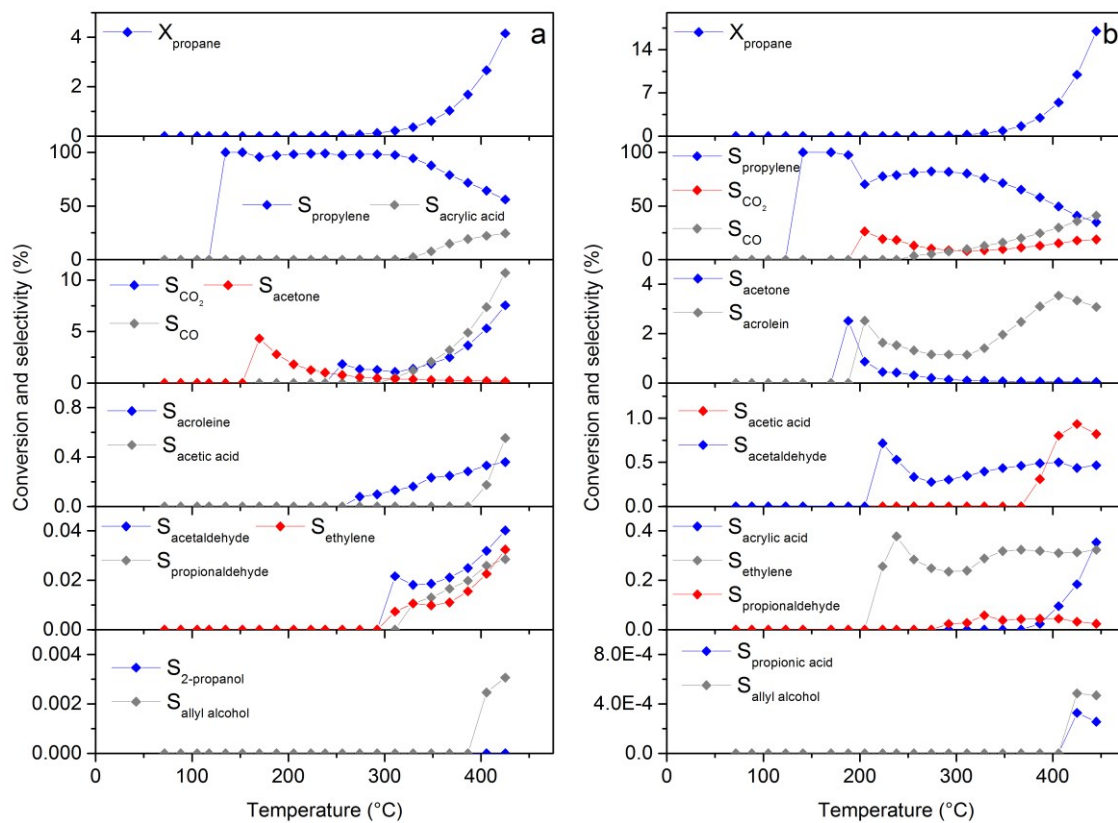 a
X propane
4
2
0
100
50
0
S propylene
S acrylic acid
10
5
0
S CO₂
S acetone
S CO
0.8
0.4
0.0
S acroleine
S acetic acid
0.04
0.02
0.00
S acetaldehyde
S ethylene
S propionaldehyde
0.004
0.002
0.000
S 2-propanol
S allyl alcohol
0 100 200 300 400
Temperature (°C)
Conversion and selectivity (%)
b
X propane
14
7
0
100
50
0
S propylene
S CO₂
S CO
4
2
0
S acetone
S acrolein
1.0
0.5
0.0
S acetic acid
S acetaldehyde
0.4
0.2
0.0
S acrylic acid
S ethylene
S propionaldehyde
8.0E-4
4.0E-4
0.0
S propionic acid
S allyl alcohol
0 100 200 300 400
Temperature (°C)
Conversion and selectivity (%)